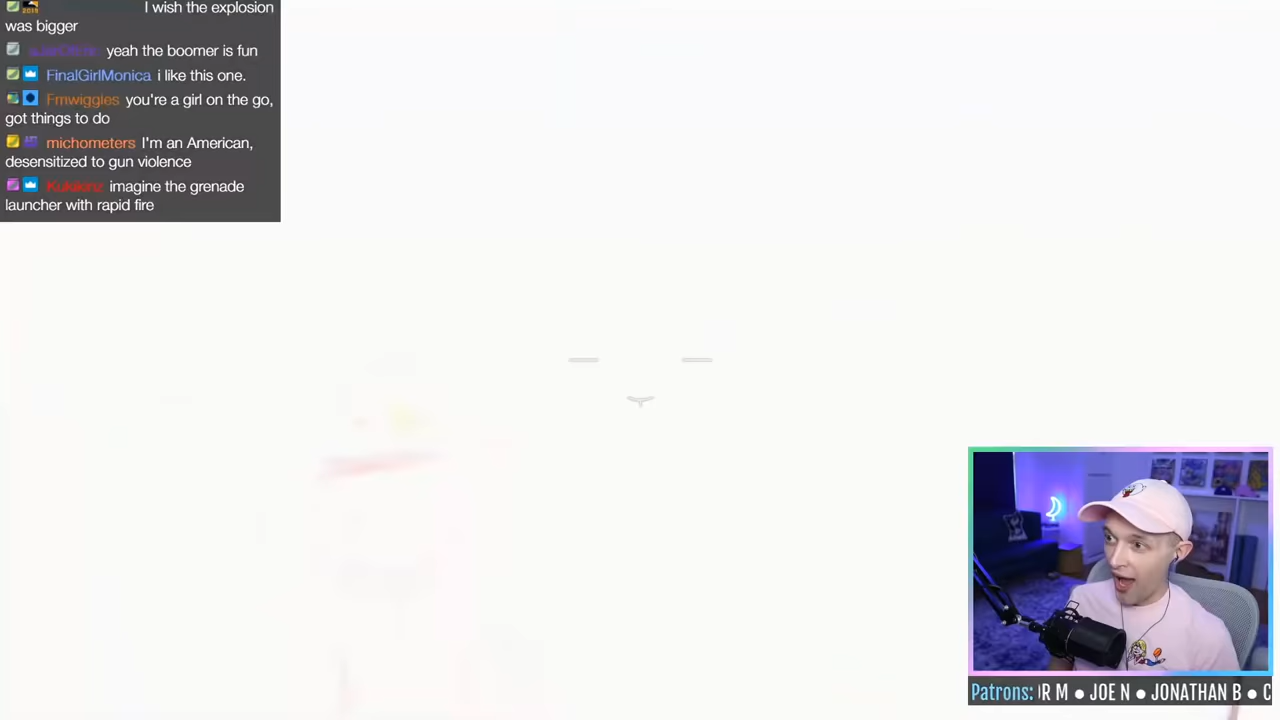 I wish the explosion
was bigger
yeah the boomer is fun
FinalGirlMonica i like this one.
Fmwiggles you're a girl on the go,
got things to do
michometers I'm an American,
desensitized to gun violence
Kulukinz imagine the grenade
launcher with rapid fire
Patrons: R M ● JOE N ● JONATHAN B ● C